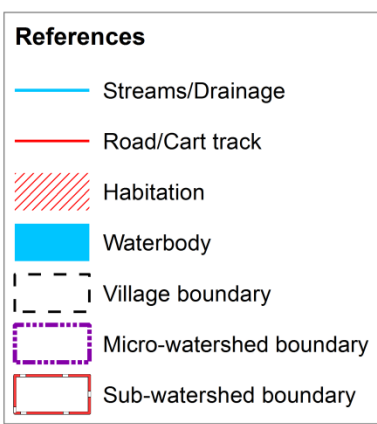 References
Streams/Drainage
Road/Cart track
Habitation
Waterbody
Village boundary
Micro-watershed boundary
Sub-watershed boundary